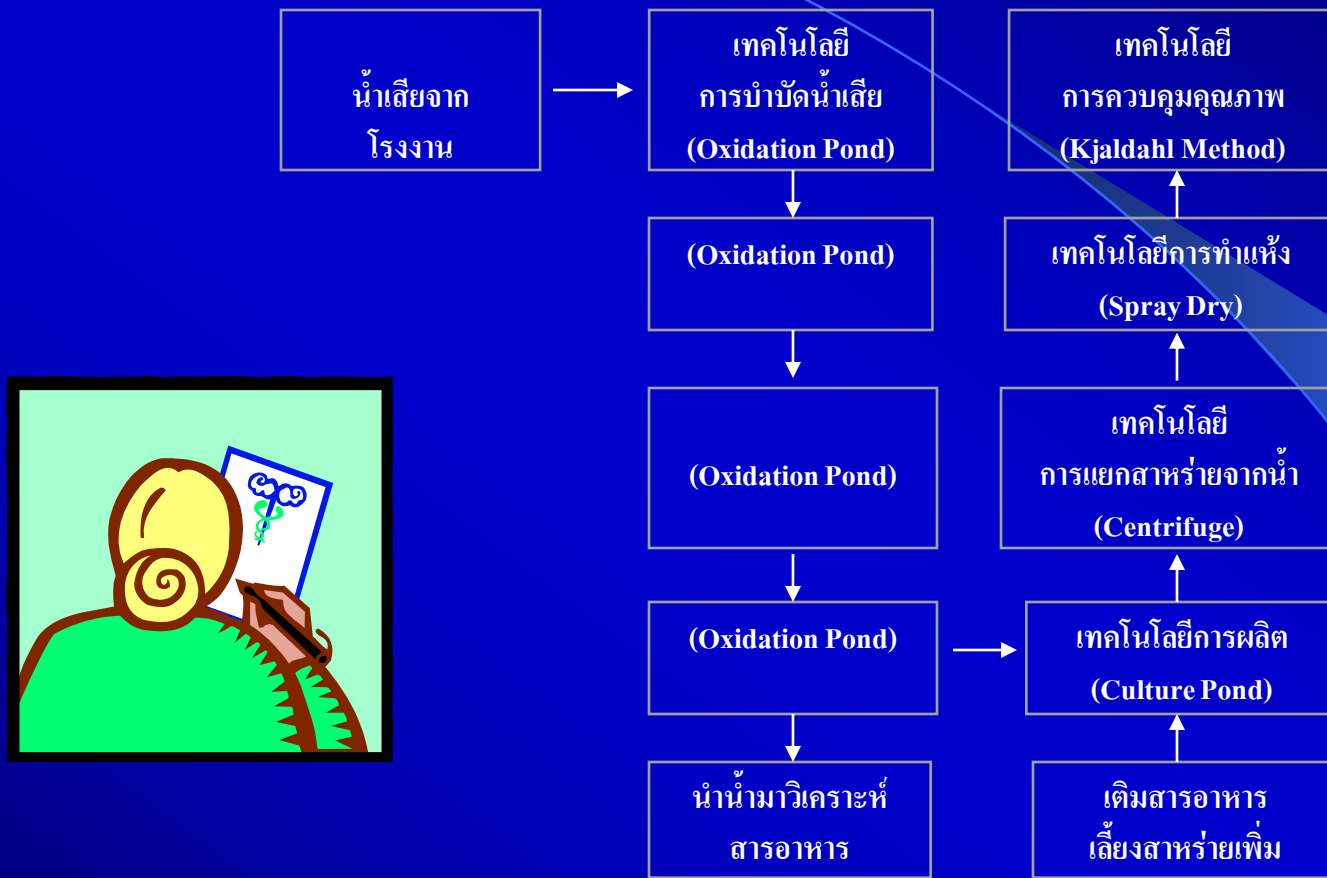 น้ำเสียจาก
โรงงาน
เทคโนโลยี
การบำบัดน้ำเสีย
(Oxidation Pond)
(Oxidation Pond)
(Oxidation Pond)
(Oxidation Pond)
นำน้ำมาวิเคราะห์
สารอาหาร
เทคโนโลยี
การควบคุมคุณภาพ
(Kjaldahl Method)
เทคโนโลยีการทำแห้ง
(Spray Dry)
เทคโนโลยี
การแยกสาหร่ายจากน้ำ
(Centrifuge)
เทคโนโลยีการผลิต
(Culture Pond)
เติมสารอาหาร
เลี้ยงสาหร่ายเพิ่ม